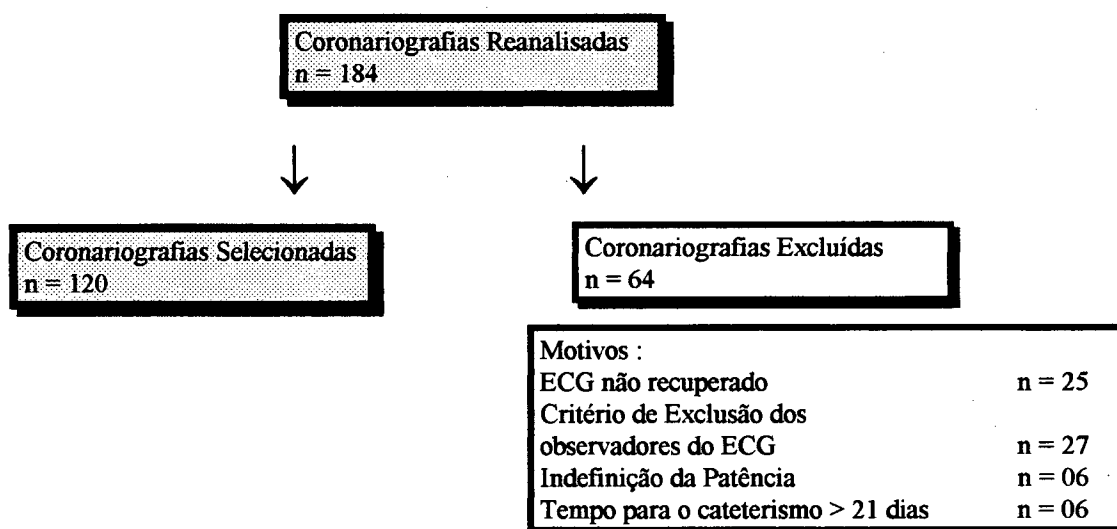 Coronariografias Reanalisadas
n = 184
Coronariografias Selecionadas
n = 120
Coronariografias Excluídas
n = 64
Motivos :
ECG não recuperado n = 25
Critério de Exclusão dos
observadores do ECG n = 27
Indefinição da Patência n = 06
Tempo para o cateterismo > 21 dias n = 06